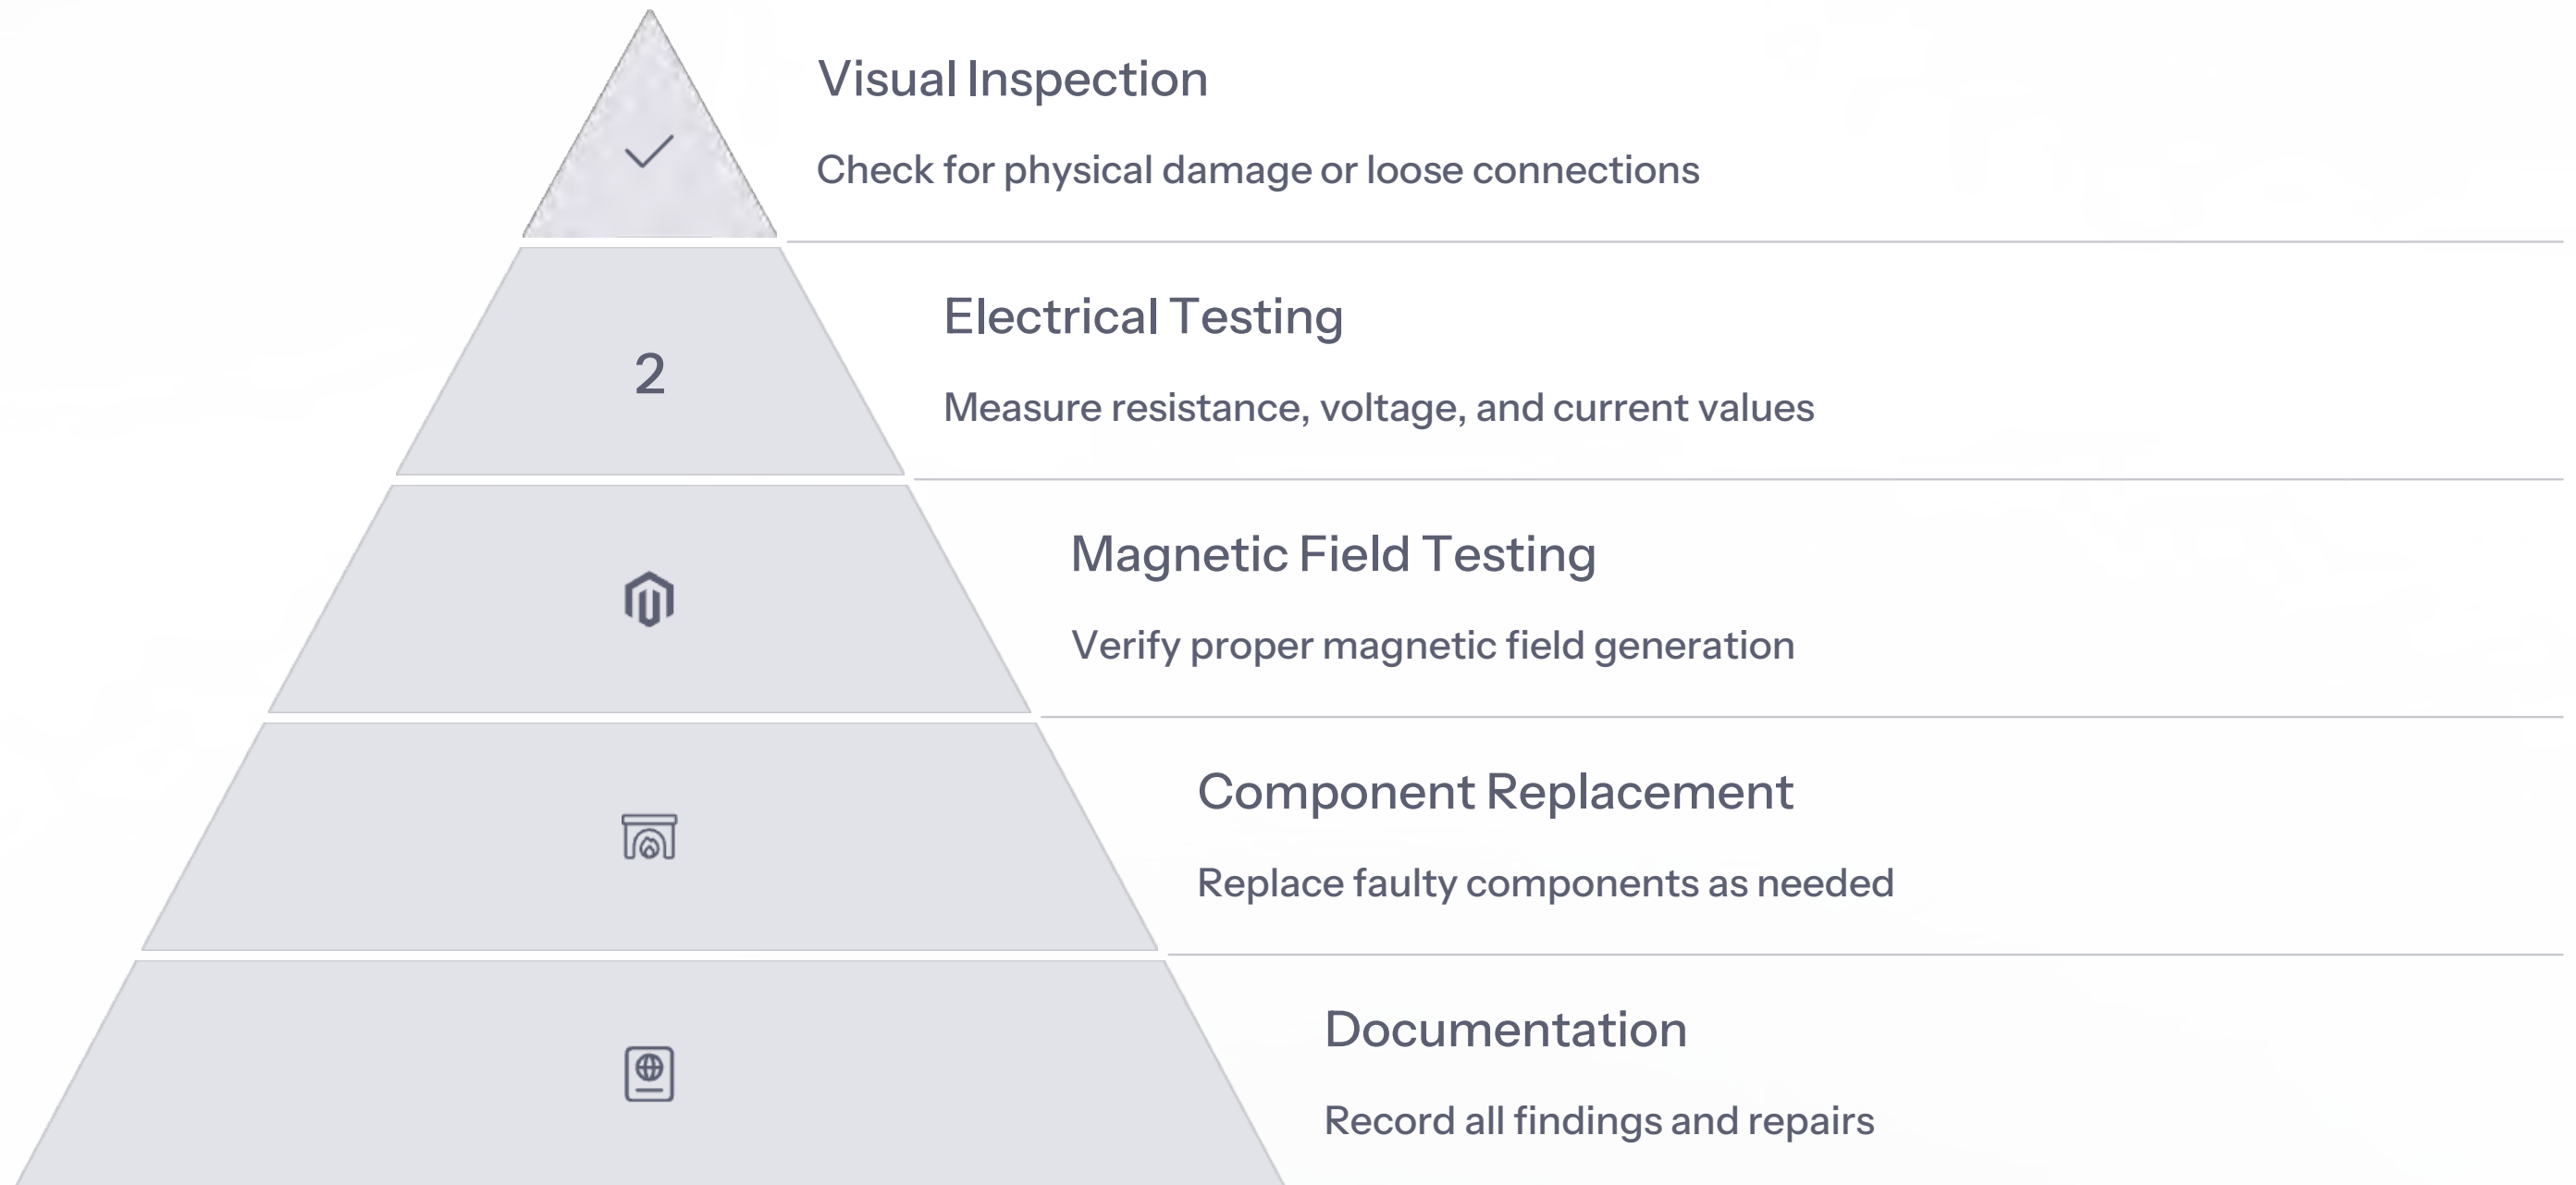 Visual Inspection
Check for physical damage or loose connections
Electrical Testing
2
Measure resistance, voltage, and current values
Magnetic Field Testing
Verify proper magnetic field generation
Component Replacement
Replace faulty components as needed
Documentation
Record all findings and repairs